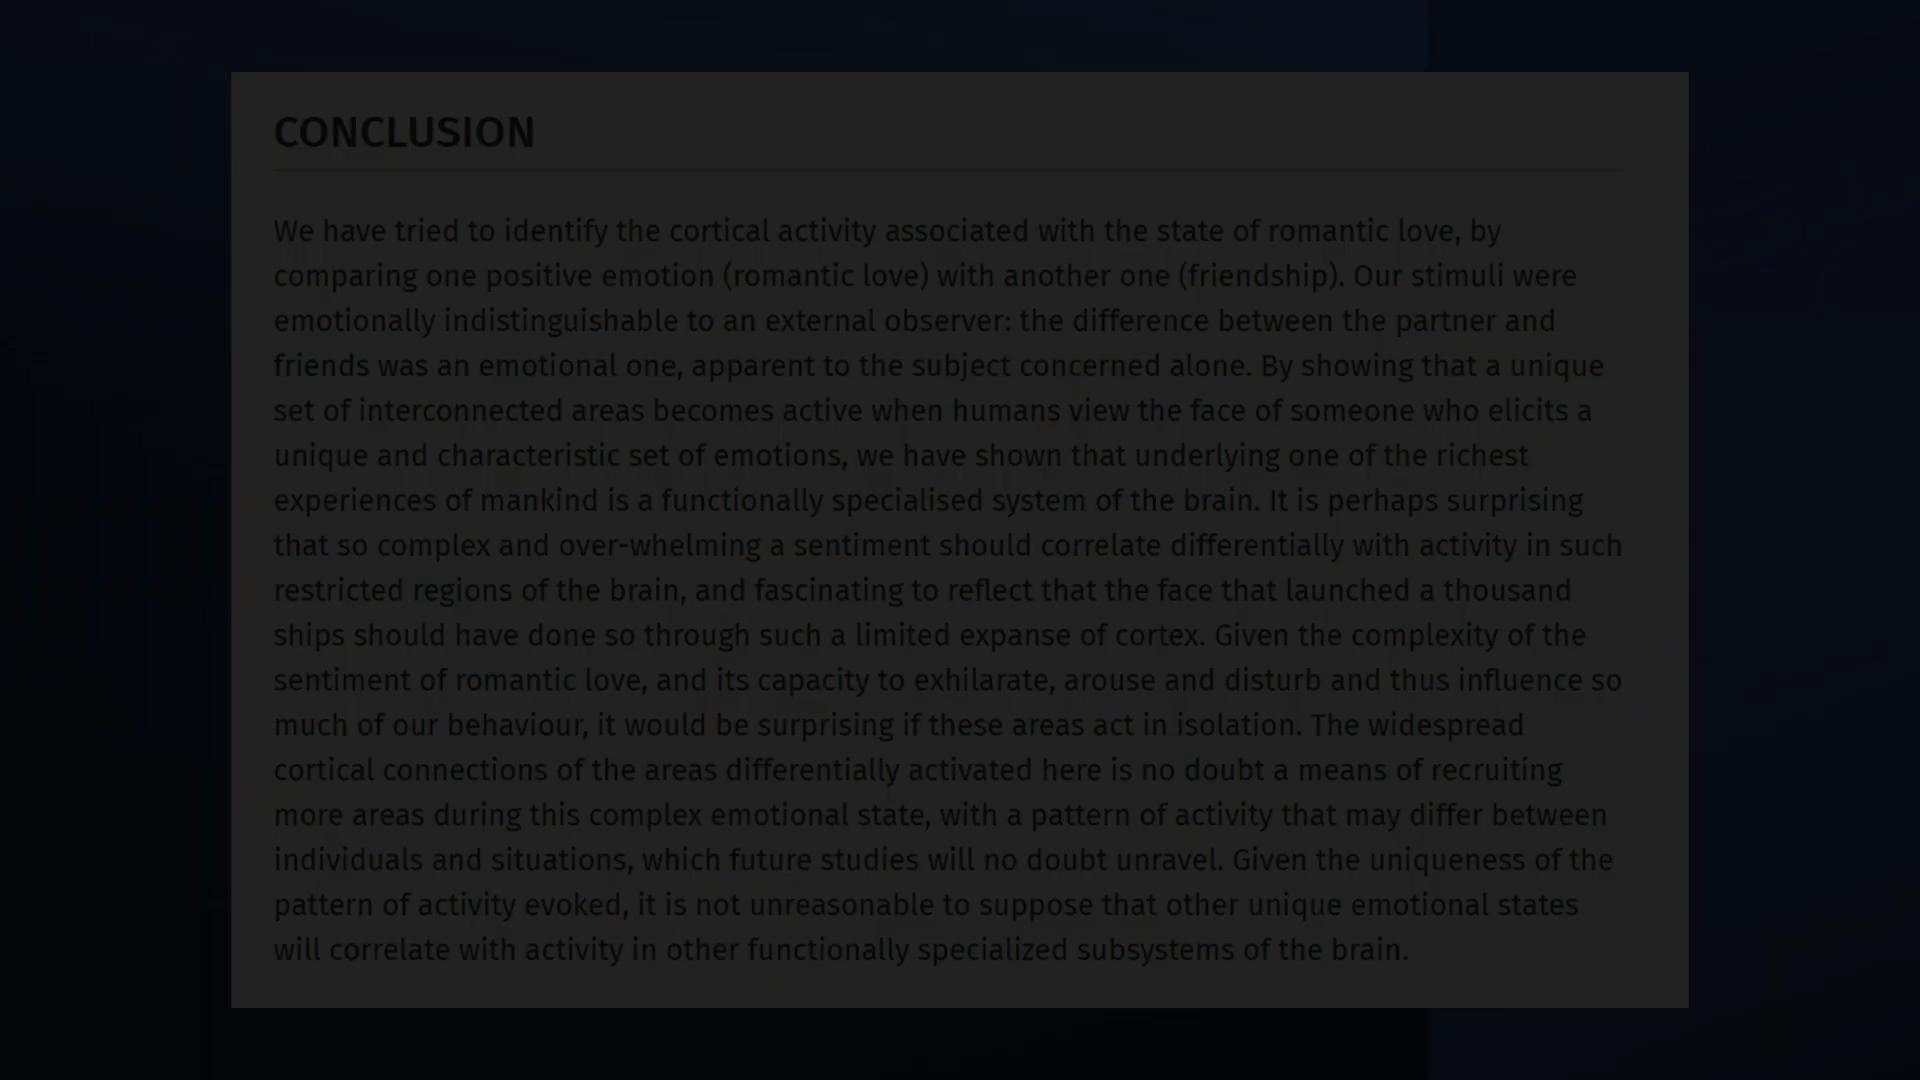 CONCLUSION
We have tried to identify the cortical activity associated with the state of romantic love, by
comparing one positive emotion (romantic love) with another one (friendship). Our stimuli were
emotionally indistinguishable to an external observer: the difference between the partner and
friends was an emotional one, apparent to the subject concerned alone. By showing that a unique
set of interconnected areas becomes active when humans view the face of someone who elicits a
unique and characteristic set of emotions, we have shown that underlying one of the richest
experiences of mankind is a functionally specialised system of the brain. It is perhaps surprising
that so complex and over-whelming a sentiment should correlate differentially with activity in such
restricted regions of the brain, and fascinating to reflect that the face that launched a thousand
ships should have done so through such a limited expanse of cortex. Given the complexity of the
sentiment of romantic love, and its capacity to exhilarate, arouse and disturb and thus influence so
much of our behaviour, it would be surprising if these areas act in isolation. The widespread
cortical connections of the areas differentially activated here is no doubt a means of recruiting
more areas during this complex emotional state, with a pattern of activity that may differ between
individuals and situations, which future studies will no doubt unravel. Given the uniqueness of the
pattern of activity evoked, it is not unreasonable to suppose that other unique emotional states
will correlate with activity in other functionally specialized subsystems of the brain.